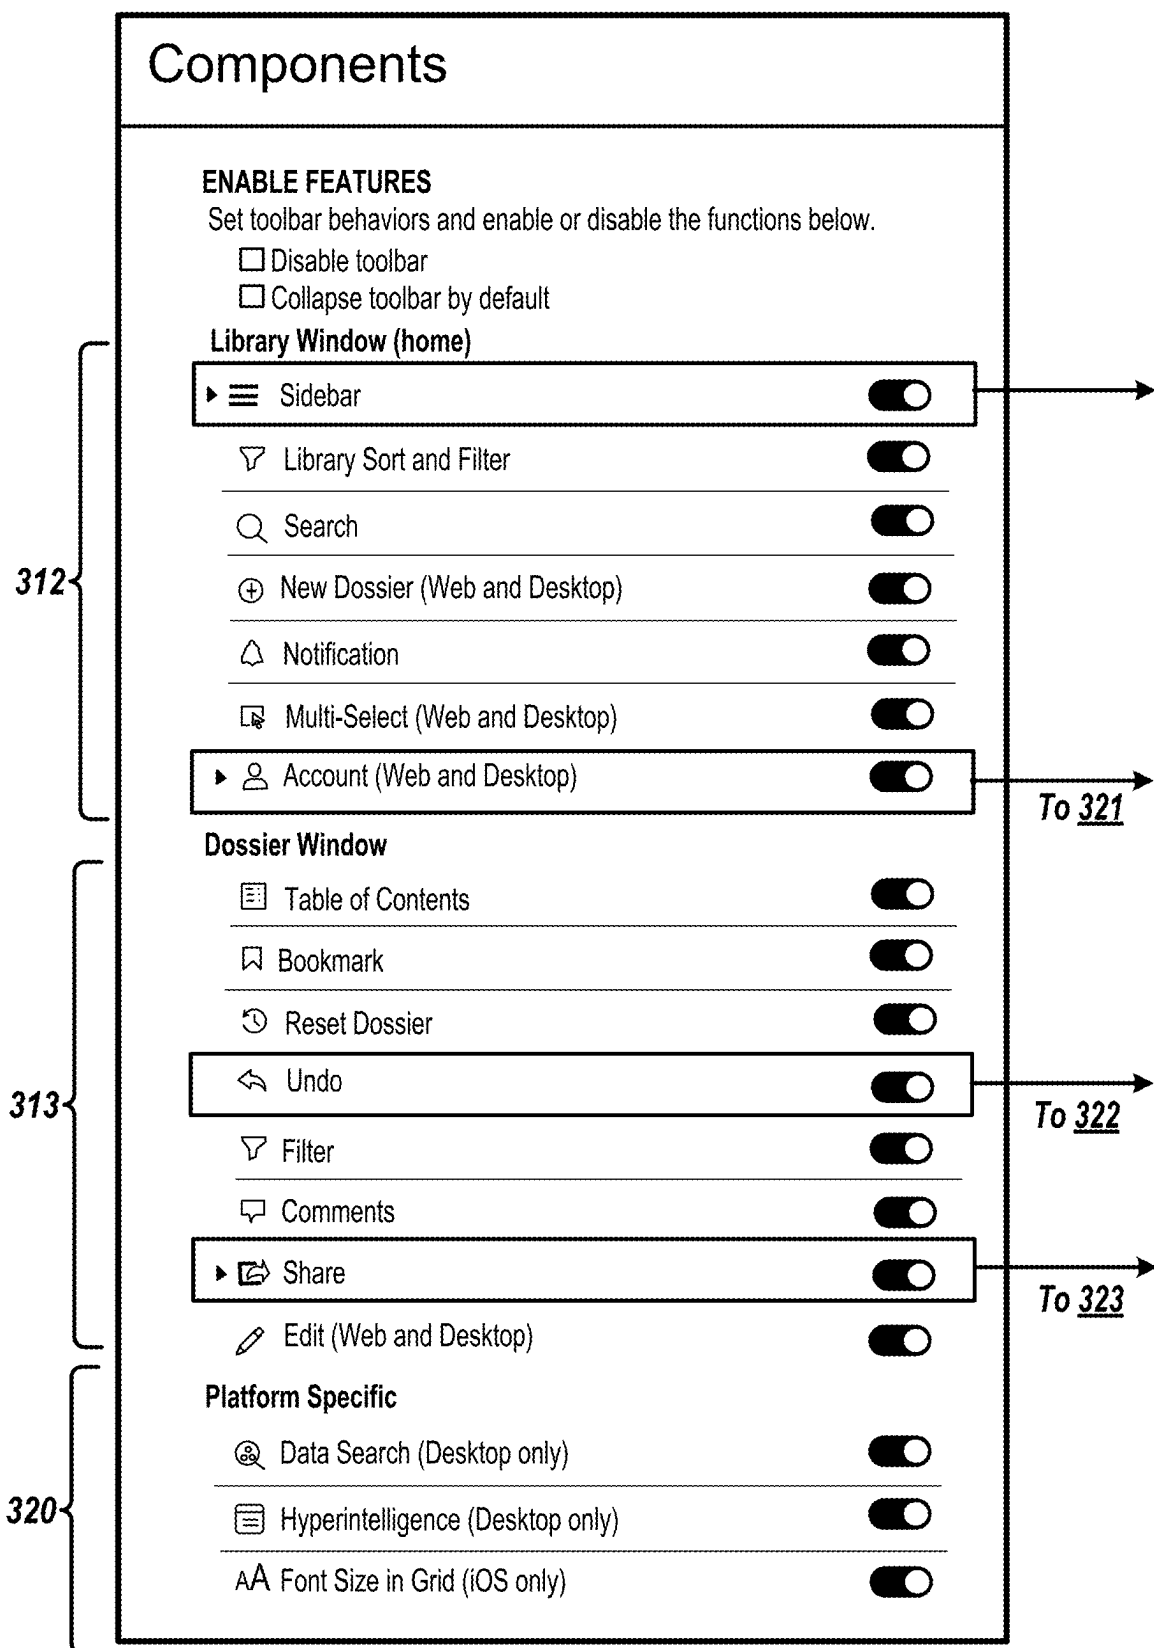 Components
ENABLE FEATURES
Set toolbar behaviors and enable or disable the functions below.
Disable toolbar
Collapse toolbar by default
Library Window (home)
Sidebar
Library Sort and Filter
Search
312
New Dossier (Web and Desktop)
Notification
Multi-Select (Web and Desktop)
Account (Web and Desktop)
To 321
Dossier Window
Table of Contents
Bookmark
Reset Dossier
Undo
313
To 322
Filter
Comments
Share
To 323
Edit (Web and Desktop)
Platform Specific
Data Search (Desktop only)
320
Hyperintelligence (Desktop only)
AA Font Size in Grid (iOS only)